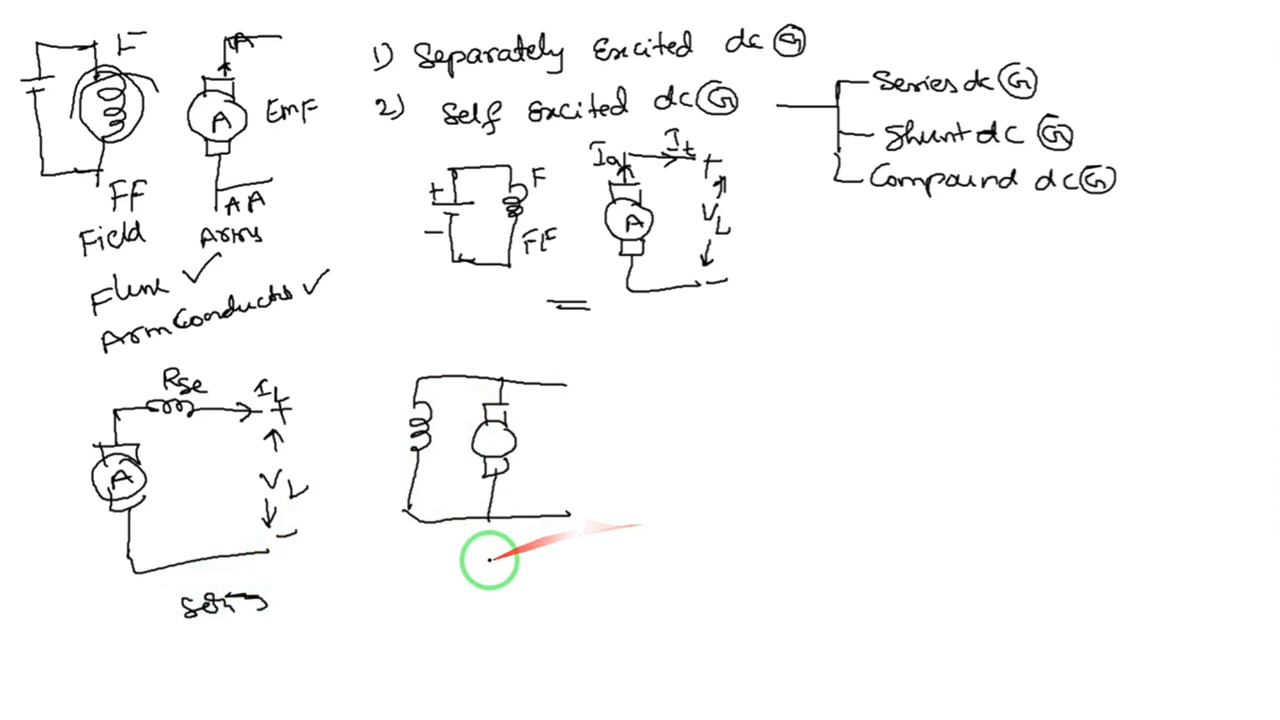 F
A
A
EMF
FF
AA
Field
Arm
Fluxe ✓
Arm Conductors ✓
1) Separately Excited dc G
2) Self Excited dc G
Series dc G
Shunt dc G
Compound dc G
+
-
F
FF
Ia
It
A
+
VL
-
Rse
IL
+
A
VL
-
Series